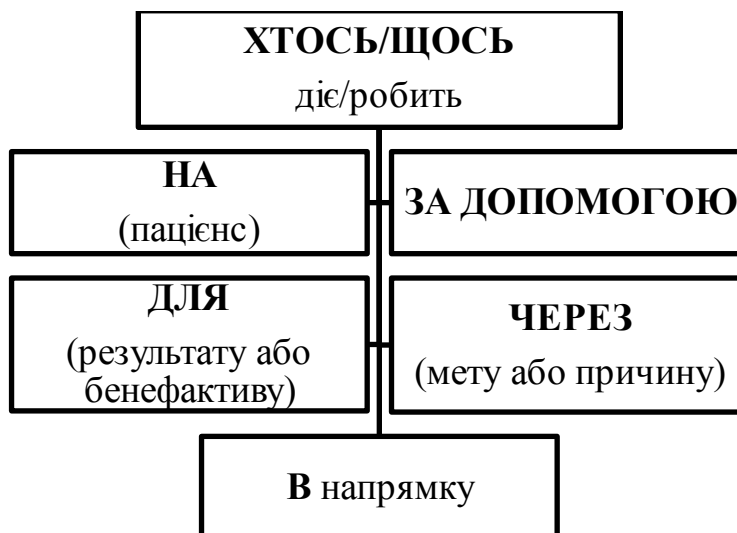 ХТОСЬ/ЩОСЬ
діє/робить
НА
(пацієнс)
ЗА ДОПОМОГОЮ
ДЛЯ
(результату або
бенефактиву)
ЧЕРЕЗ
(мету або причину)
В напрямку